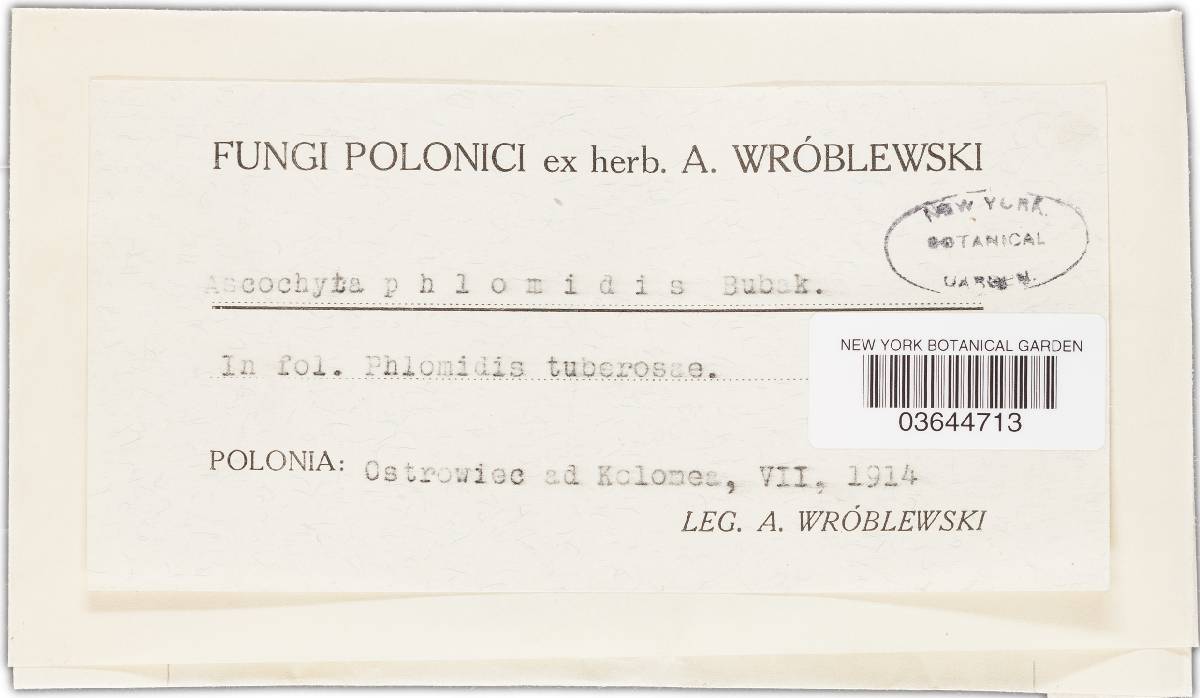 FUNGI POLONICI ex herb. A. WRÓBLEWSKI
NEW YORK
BOTANICAL
GARDEN.
Ascochyta phlomidis Bubak.
In fol. Phlomidis tuberosae.
NEW YORK BOTANICAL GARDEN
03644713
POLONIA: Ostrowiec ad Kolomea, VII, 1914
LEG. A. WRÓBLEWSKI